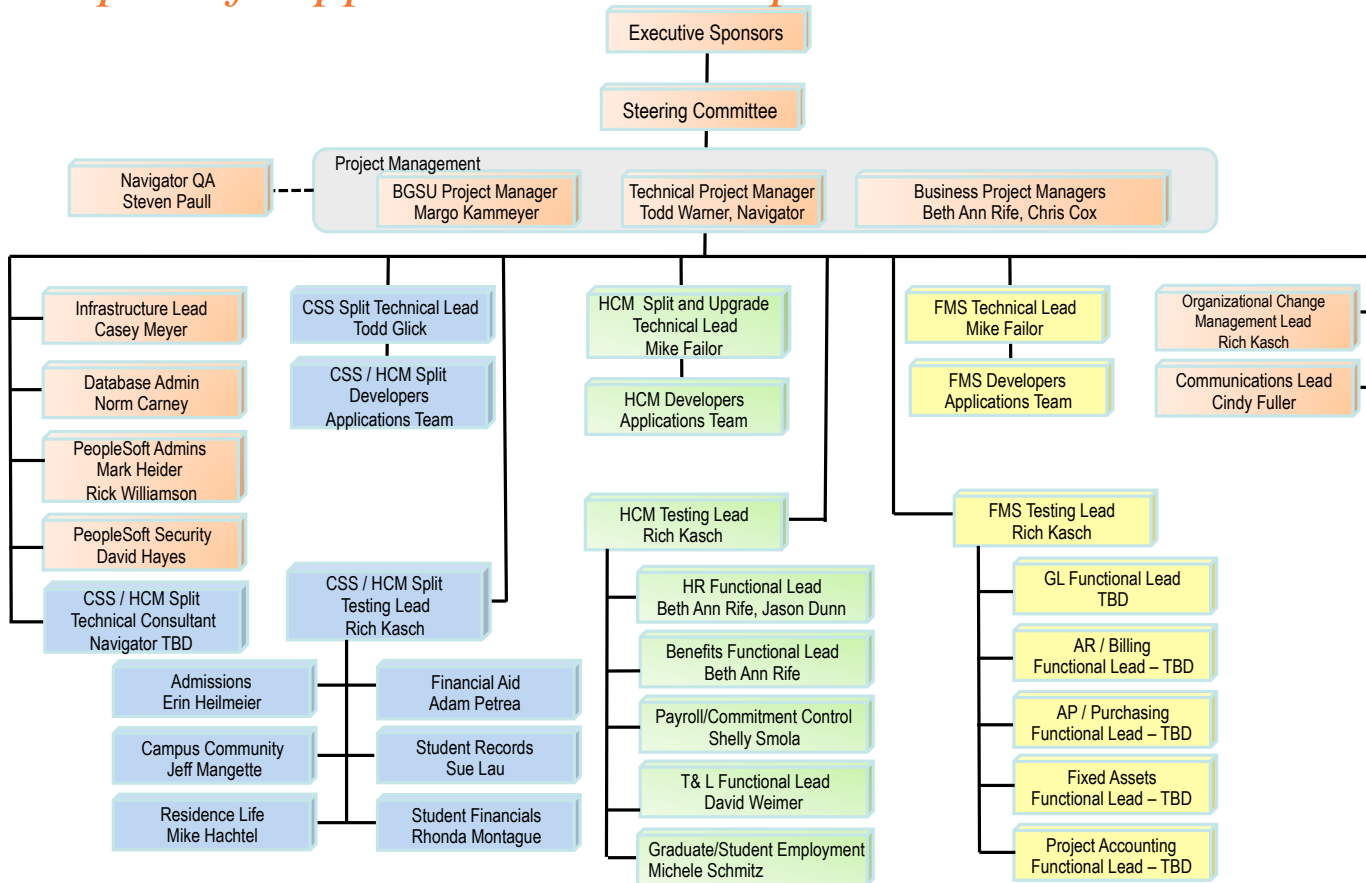 Executive Sponsors
Steering Committee
Project Management
Navigator QA
Steven Paull
BGSU Project Manager
Margo Kammeyer
Technical Project Manager
Todd Warner, Navigator
Business Project Managers
Beth Ann Rife, Chris Cox
Infrastructure Lead
Casey Meyer
Database Admin
Norm Carney
PeopleSoft Admins
Mark Heider
Rick Williamson
PeopleSoft Security
David Hayes
CSS / HCM Split
Technical Consultant
Navigator TBD
CSS Split Technical Lead
Todd Glick
CSS / HCM Split
Developers
Applications Team
CSS / HCM Split
Testing Lead
Rich Kasch
Admissions
Erin Heilmeier
Financial Aid
Adam Petrea
Campus Community
Jeff Mangette
Student Records
Sue Lau
Residence Life
Mike Hachtel
Student Financials
Rhonda Montague
HCM Split and Upgrade
Technical Lead
Mike Failor
HCM Developers
Applications Team
HCM Testing Lead
Rich Kasch
HR Functional Lead
Beth Ann Rife, Jason Dunn
Benefits Functional Lead
Beth Ann Rife
Payroll/Commitment Control
Shelly Smola
T& L Functional Lead
David Weimer
Graduate/Student Employment
Michele Schmitz
FMS Technical Lead
Mike Failor
FMS Developers
Applications Team
FMS Testing Lead
Rich Kasch
GL Functional Lead
TBD
AR / Billing
Functional Lead – TBD
AP / Purchasing
Functional Lead – TBD
Fixed Assets
Functional Lead – TBD
Project Accounting
Functional Lead – TBD
Organizational Change
Management Lead
Rich Kasch
Communications Lead
Cindy Fuller